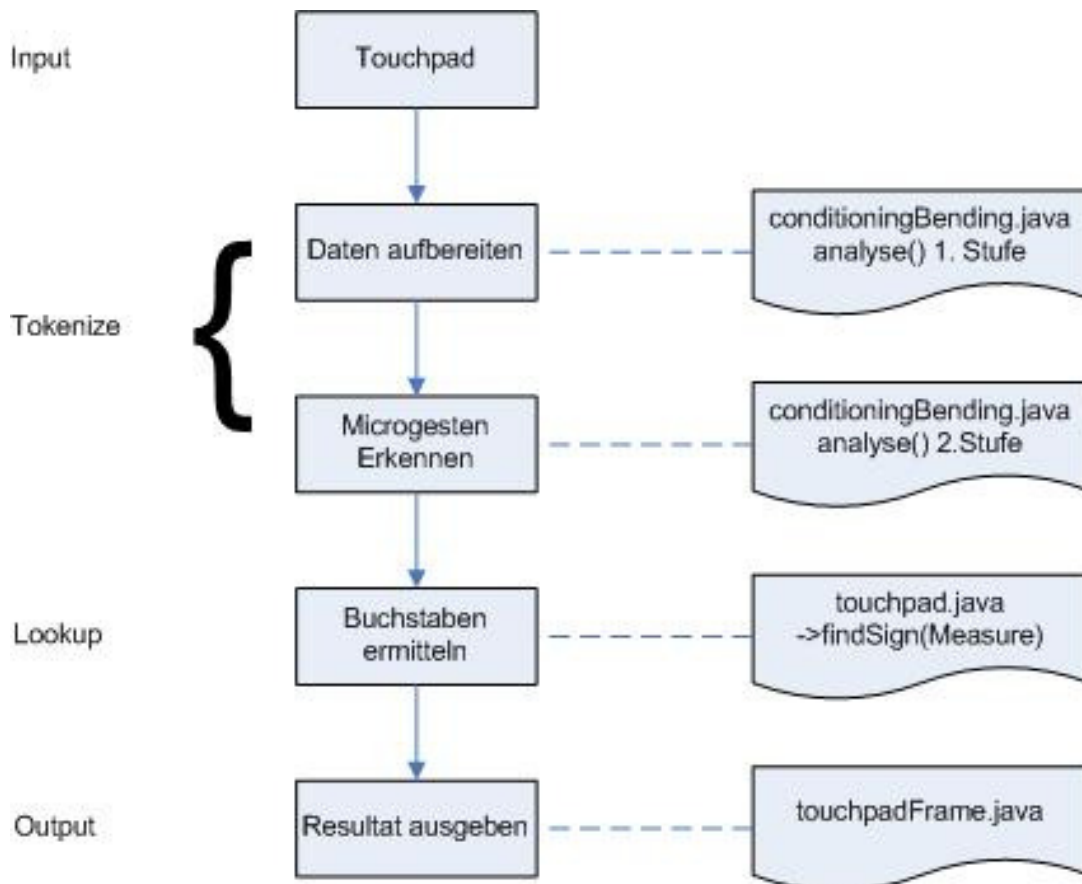 Input
Touchpad
Daten aufbereiten
conditioningBending.java
analyse() 1. Stufe
Tokenize
{
Microgesten
Erkennen
conditioningBending.java
analyse() 2.Stufe
Lookup
Buchstaben
ermitteln
touchpad.java
->findSign(Measure)
Output
Resultat ausgeben
touchpadFrame.java